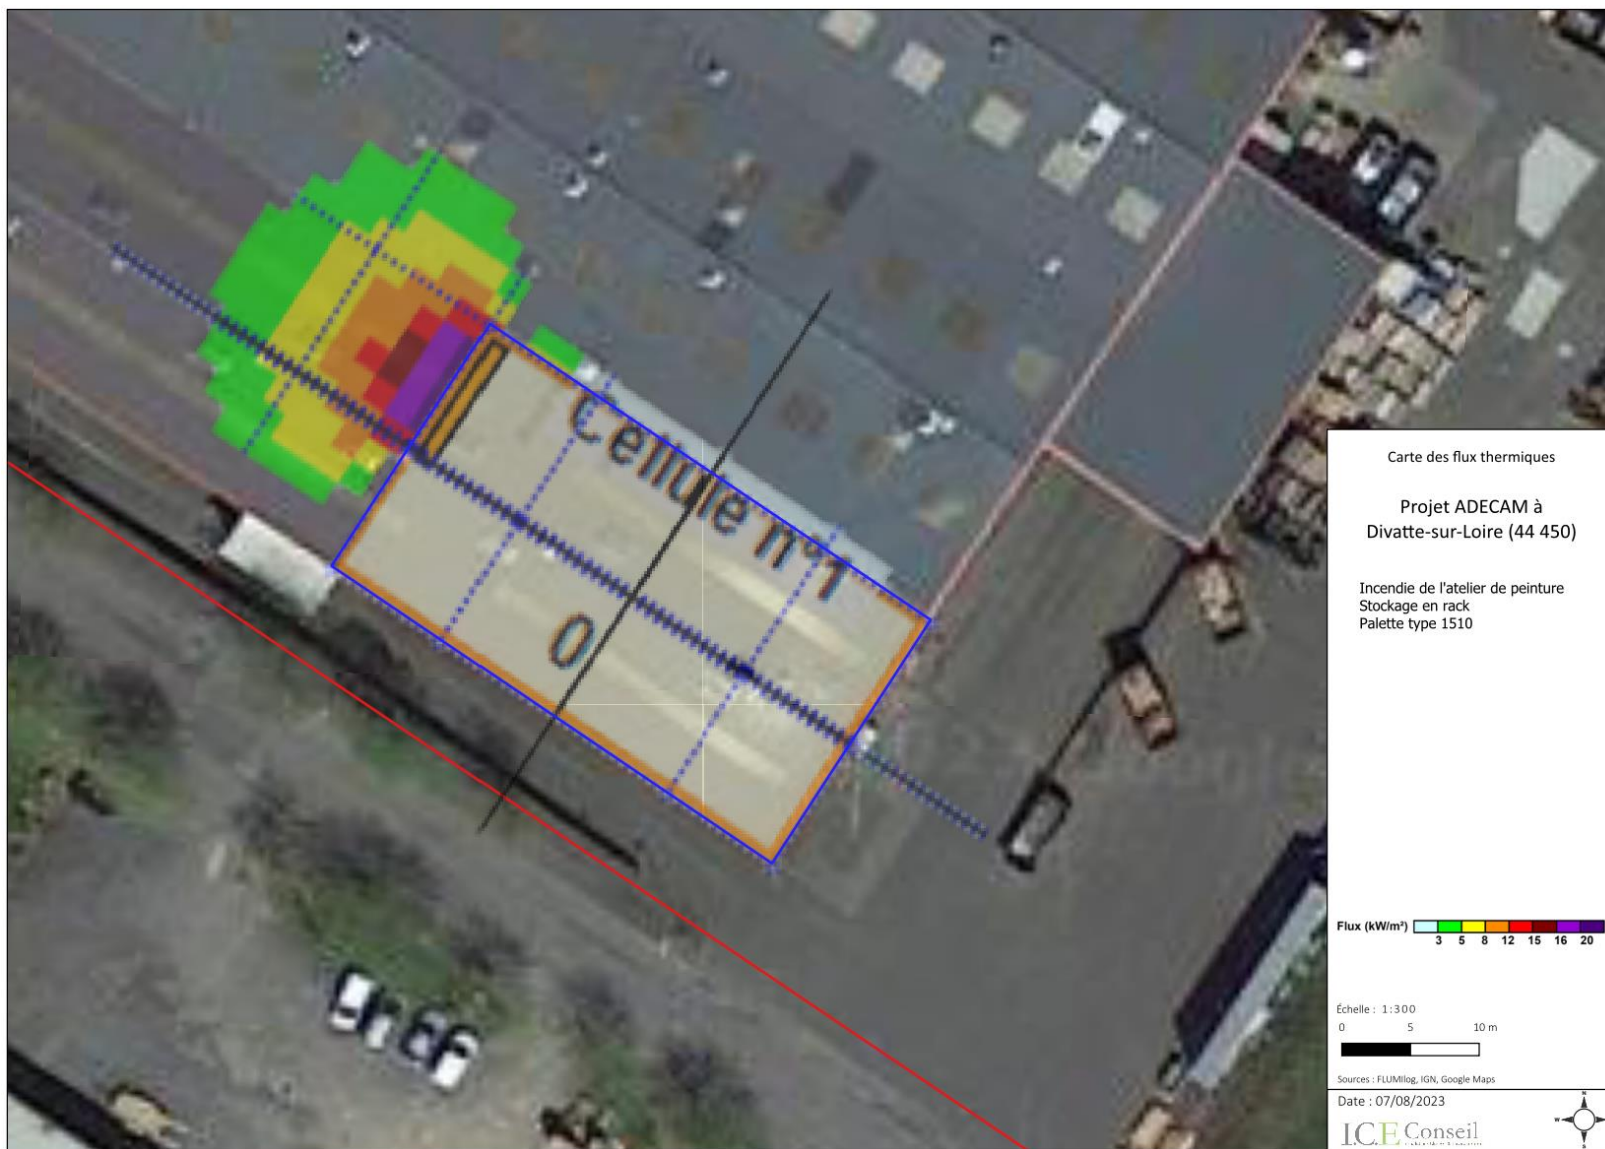 Cellule n°1
0
Carte des flux thermiques
Projet ADECAM à
Divatte-sur-Loire (44 450)
Incendie de l'atelier de peinture
Stockage en rack
Palette type 1510
Flux (kW/m²)
3 5 8 12 15 16 20
Échelle : 1:300
0 5 10 m
Sources : FLUMIlog, IGN, Google Maps
Date : 07/08/2023
N
W E
S
I.C.E Conseil